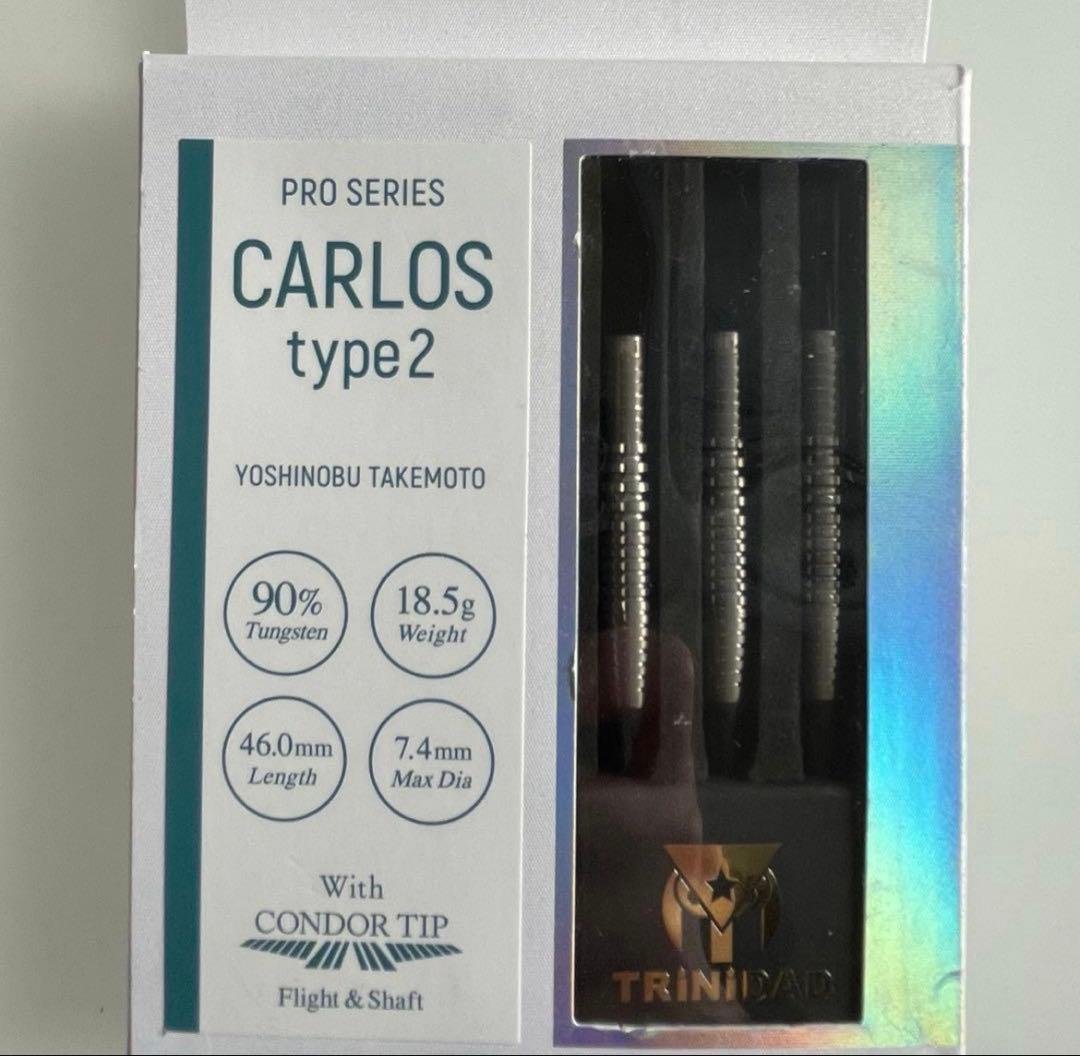 PRO SERIES
CARLOS
type2
YOSHINOBU TAKEMOTO
90%
Tungsten
18.5g
Weight
46.0mm
Length
7.4mm
Max Dia
With
CONDOR TIP
Flight & Shaft
TRiNiDAD